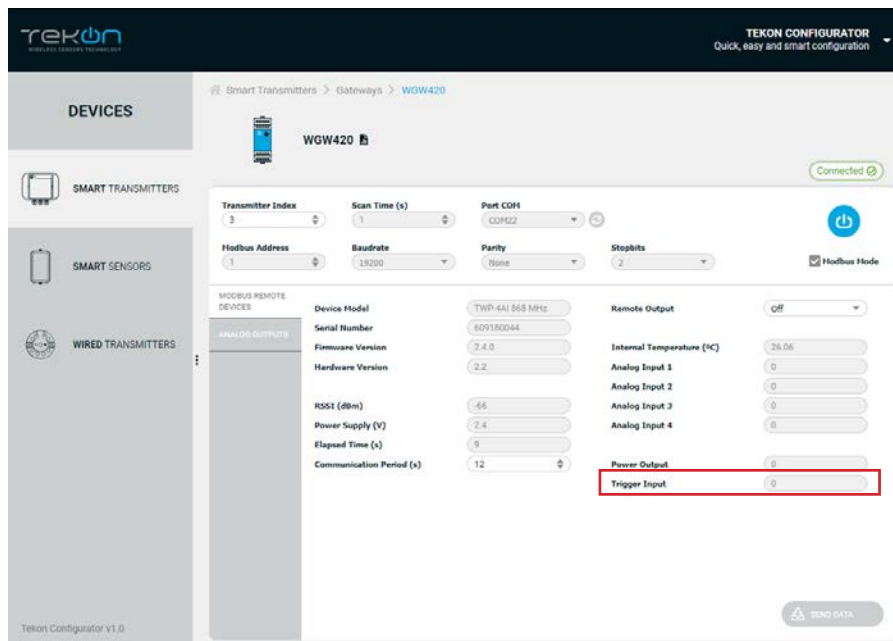 TEKON
WIRELESS SENSORS TECHNOLOGY
TEKON CONFIGURATOR
Quick, easy and smart configuration
DEVICES
SMART TRANSMITTERS
SMART SENSORS
WIRED TRANSMITTERS
Tekon Configurator v1.0
Smart Transmitters > Gateways > WGW420
WGW420
Connected
Transmitter Index Scan Time (s) Port COM
3 1 COM22
Modbus Address Baudrate Parity Stopbits
1 19200 None 2 Modbus Mode
MODBUS REMOTE
DEVICES
ANALOG OUTPUTS
Device Model TWP-4AI 868 MHz
Serial Number 609180044
Firmware Version 2.4.0
Hardware Version 2.2
RSSI (dBm) -66
Power Supply (V) 2.4
Elapsed Time (s) 9
Communication Period (s) 12
Remote Output Off
Internal Temperature (ºC) 26.06
Analog Input 1 0
Analog Input 2 0
Analog Input 3 0
Analog Input 4 0
Power Output 0
Trigger Input 0
SEND DATA